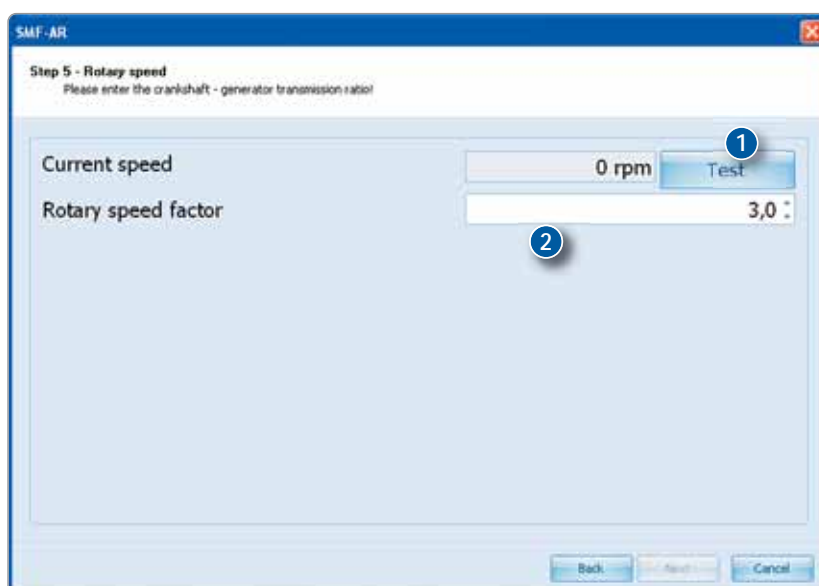 SMF-AR
Step 5 - Rotary speed
Please enter the crankshaft - generator transmission ratio!
1
Current speed 0 rpm Test
Rotary speed factor 3,0
2
Back Next Cancel